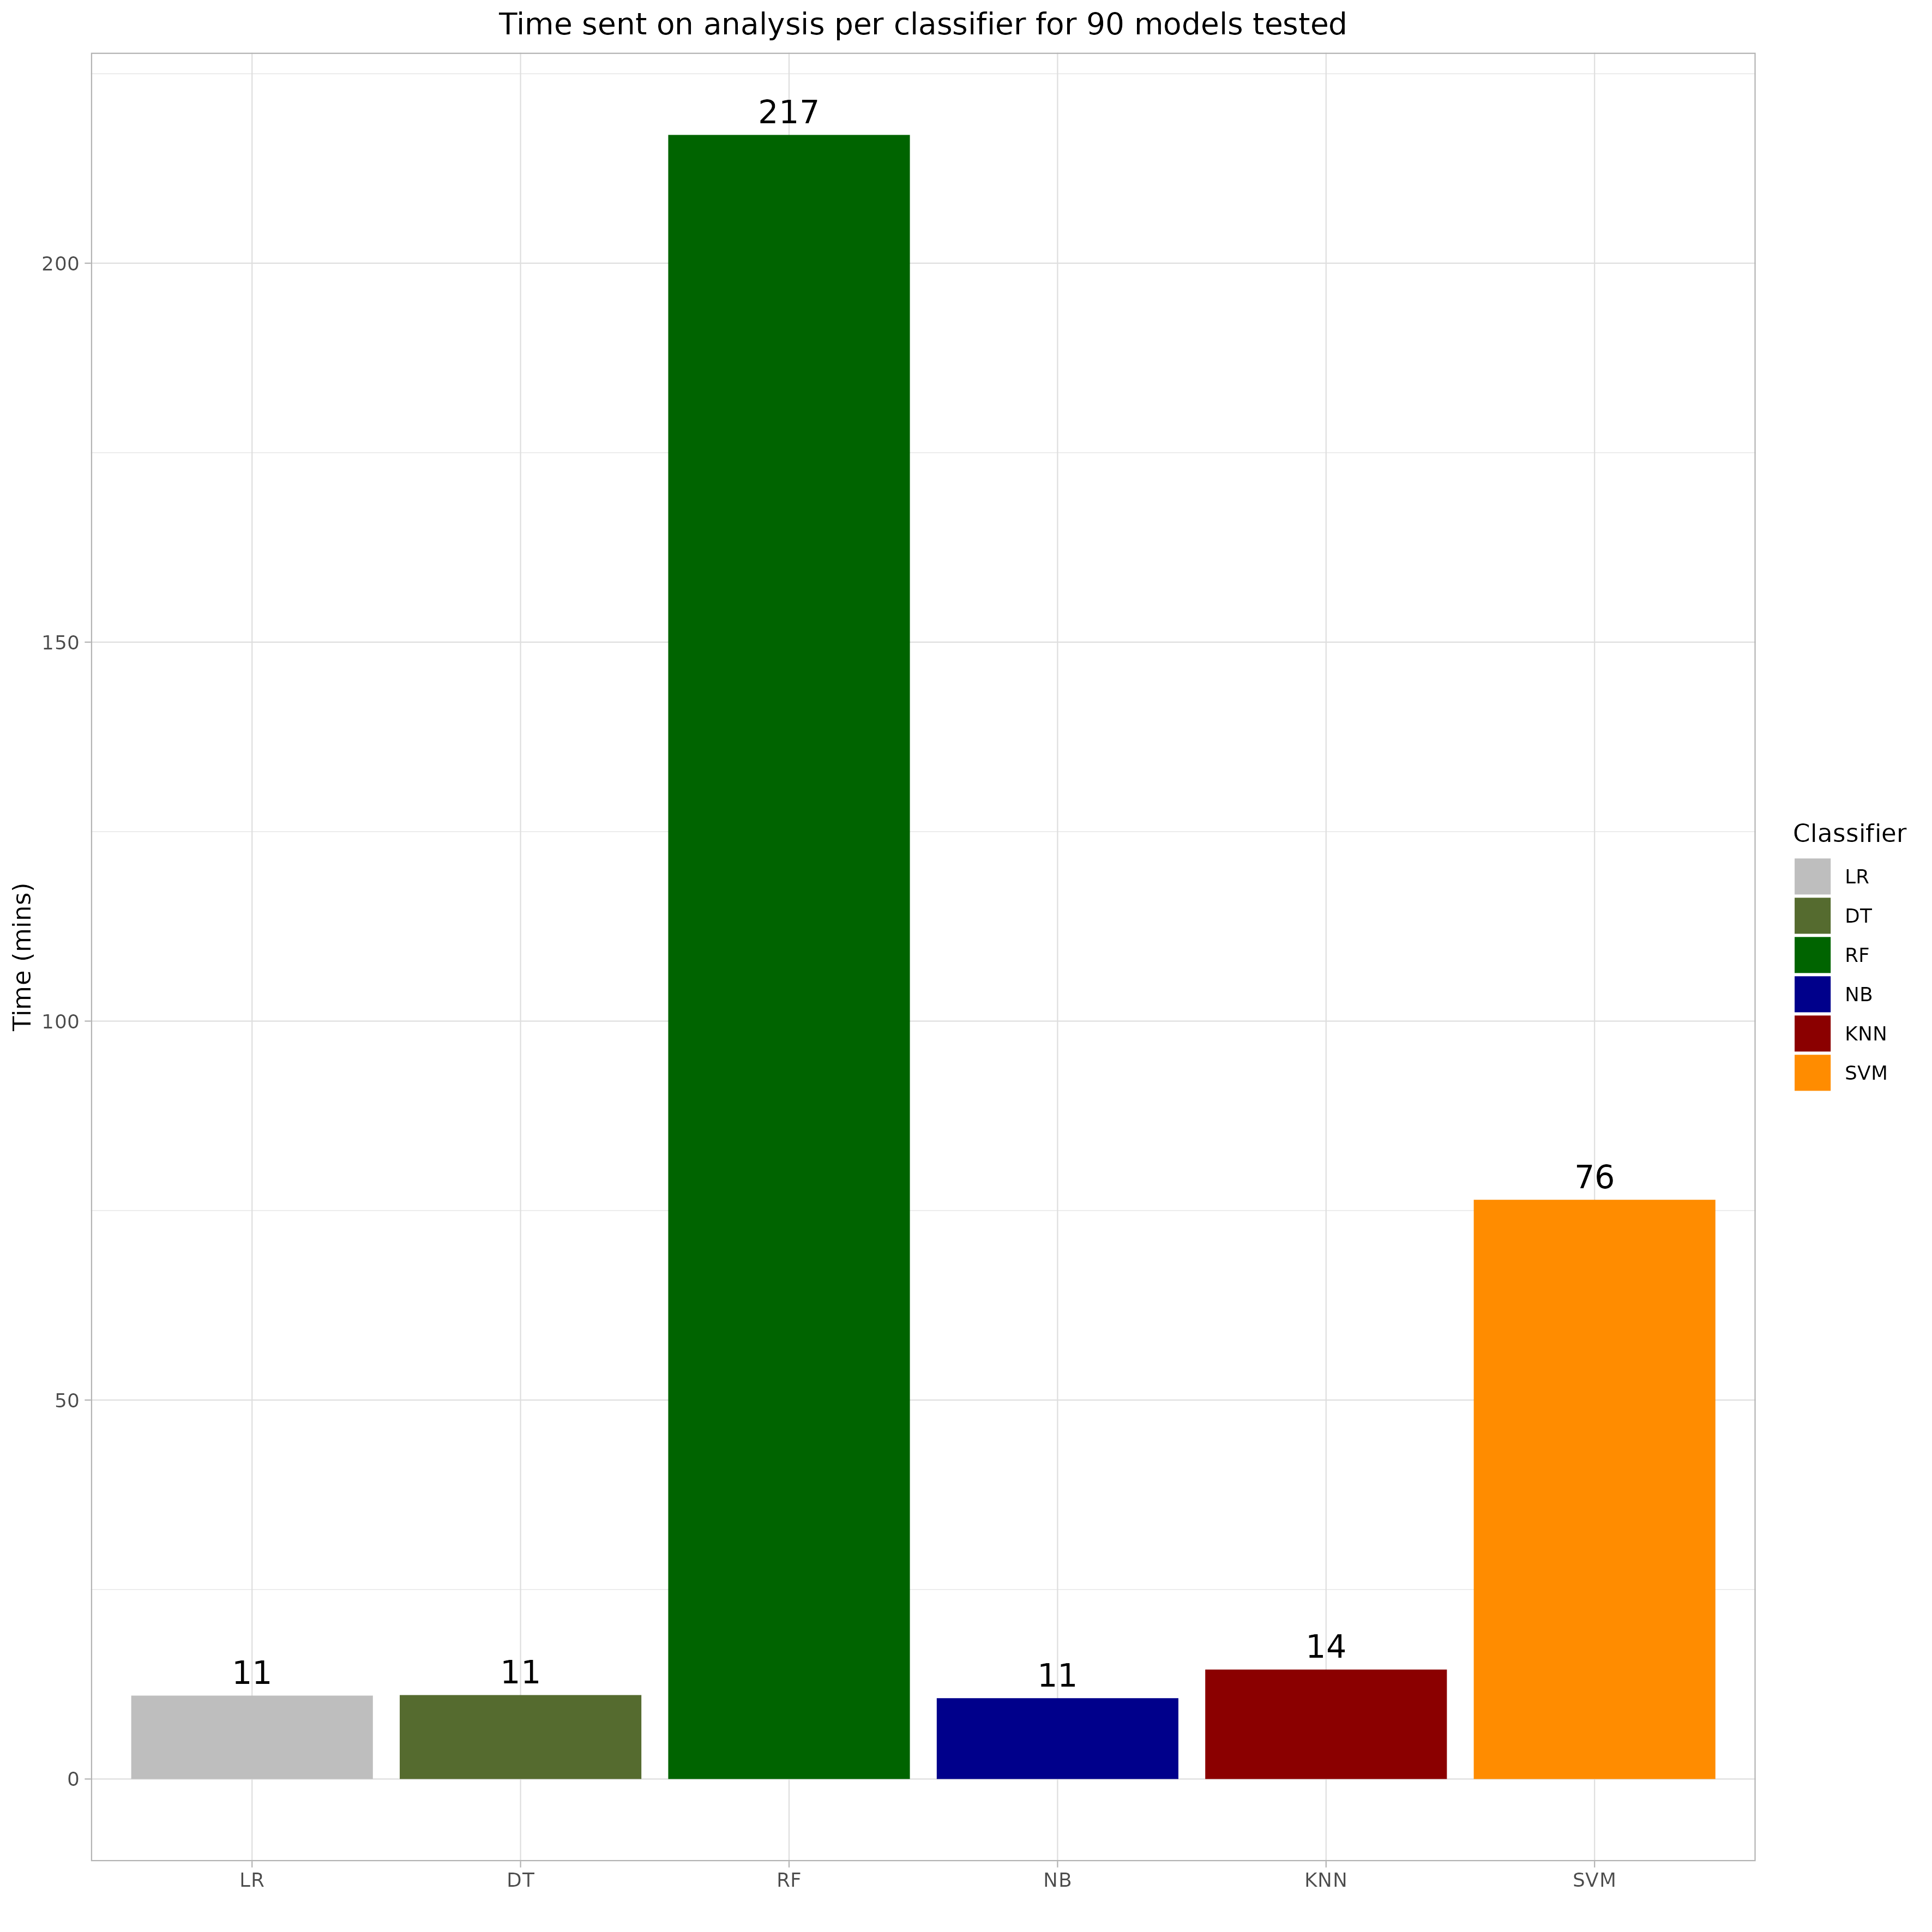 Time sent on analysis per classifier for 90 models tested
217
200
150
Classifier
LR
DT
RF
NB
KNN
SVM
Time (mins)
100
76
50
11
11
11
14
0
LR
DT
RF
NB
KNN
SVM